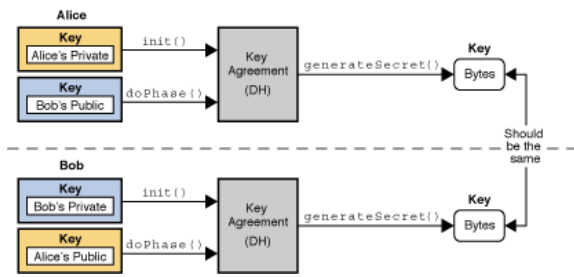 Alice
Key
Alice's Private
init()
Key
Bob's Public
doPhase()
Key
Agreement
(DH)
generateSecret()
Key
Bytes
Should
be the
same
Bob
Key
Bob's Private
init()
Key
Alice's Public
doPhase()
Key
Agreement
(DH)
generateSecret()
Key
Bytes